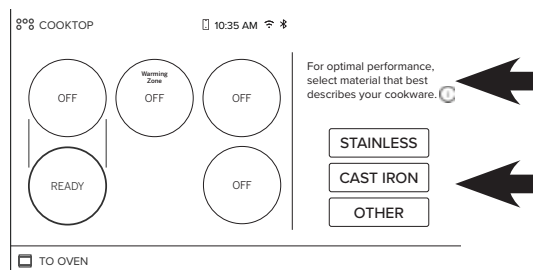 COOKTOP
10:35 AM
OFF
Warming
Zone
OFF
OFF
READY
OFF
For optimal performance,
select material that best
describes your cookware.
STAINLESS
CAST IRON
OTHER
TO OVEN